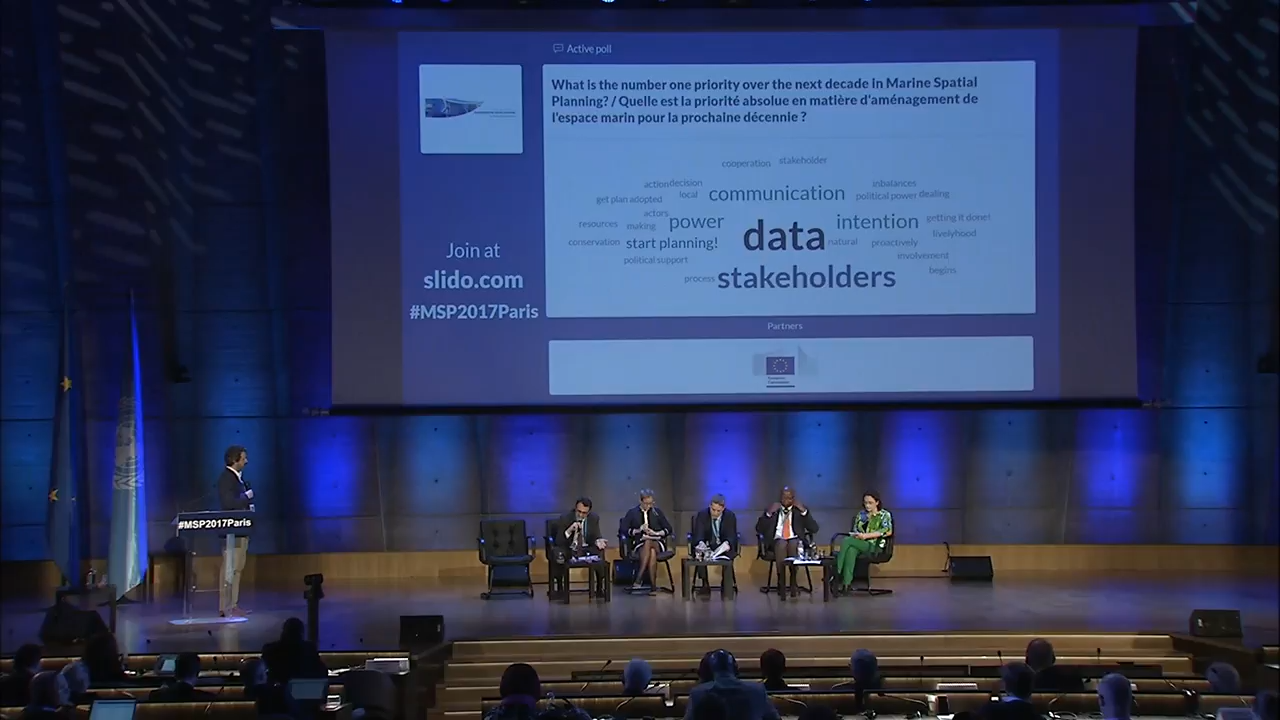 Active poll
What is the number one priority over the next decade in Marine Spatial
Planning? / Quelle est la priorité absolue en matière d'aménagement de
l'espace marin pour la prochaine décennie ?
cooperation stakeholder
action decision imbalances
get plan adopted local communication political power dealing
actors
resources making power data intention getting it done!
conservation start planning! natural proactively livelyhood
political support involvement
process stakeholders begins
Join at
slido.com
#MSP2017Paris
Partners
#MSP2017Paris